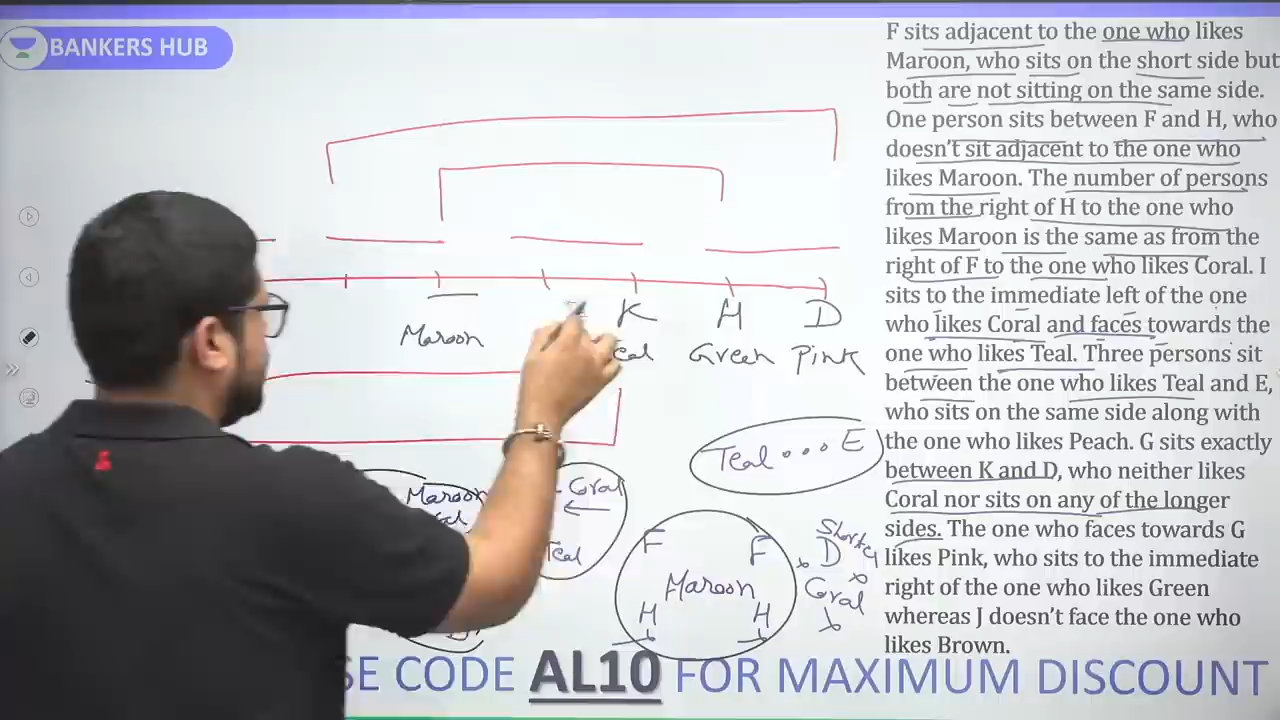 BANKERS HUB
F sits adjacent to the one who likes
Maroon, who sits on the short side but
both are not sitting on the same side.
One person sits between F and H, who
doesn't sit adjacent to the one who
likes Maroon. The number of persons
from the right of H to the one who
likes Maroon is the same as from the
right of F to the one who likes Coral. I
sits to the immediate left of the one
who likes Coral and faces towards the
one who likes Teal. Three persons sit
between the one who likes Teal and E,
who sits on the same side along with
the one who likes Peach. G sits exactly
between K and D, who neither likes
Coral nor sits on any of the longer
sides. The one who faces towards G
likes Pink, who sits to the immediate
right of the one who likes Green
whereas J doesn't face the one who
likes Brown.
K H D
Maroon Green Pink
Teal E
Maroon
Coral
Teal
F F
Maroon
H H
Shorter
D
Coral
SE CODE AL10 FOR MAXIMUM DISCOUNT